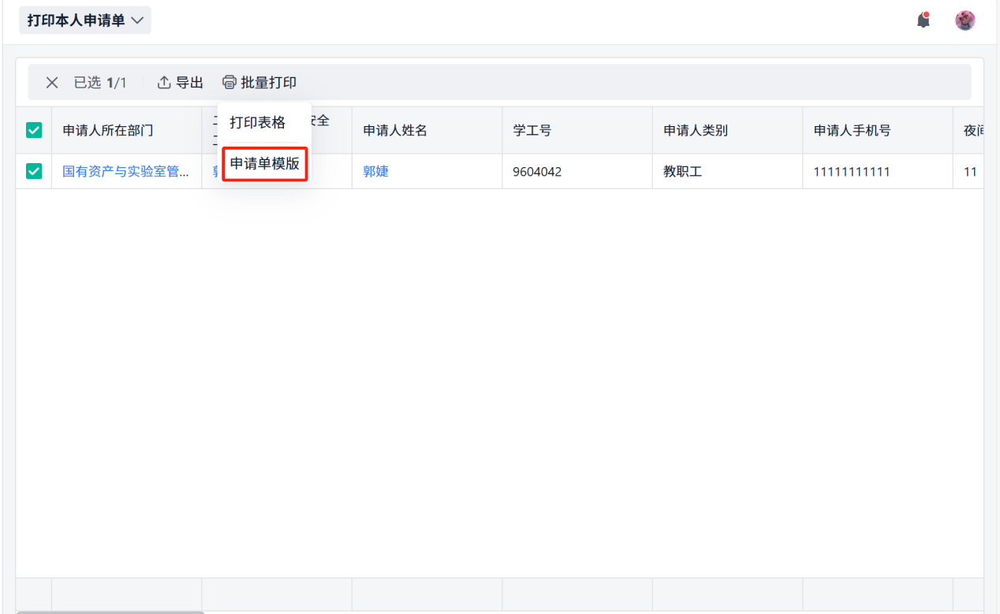 打印本人申请单
已选 1/1 导出 批量打印
打印表格
申请单模版
申请人所在部门 安全 申请人姓名 学工号 申请人类别 申请人手机号 夜间
国有资产与实验室管... 郭婕 9604042 教职工 11111111111 11